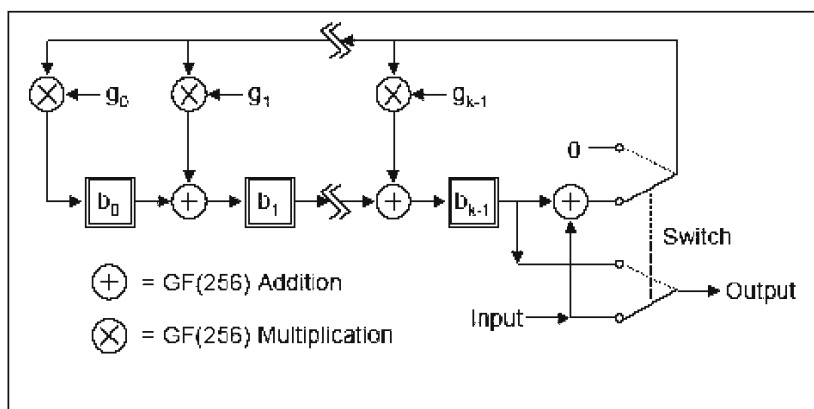 g0
g1
gk-1
0
b0
b1
bk-1
Switch
= GF(256) Addition
Output
Input
= GF(256) Multiplication